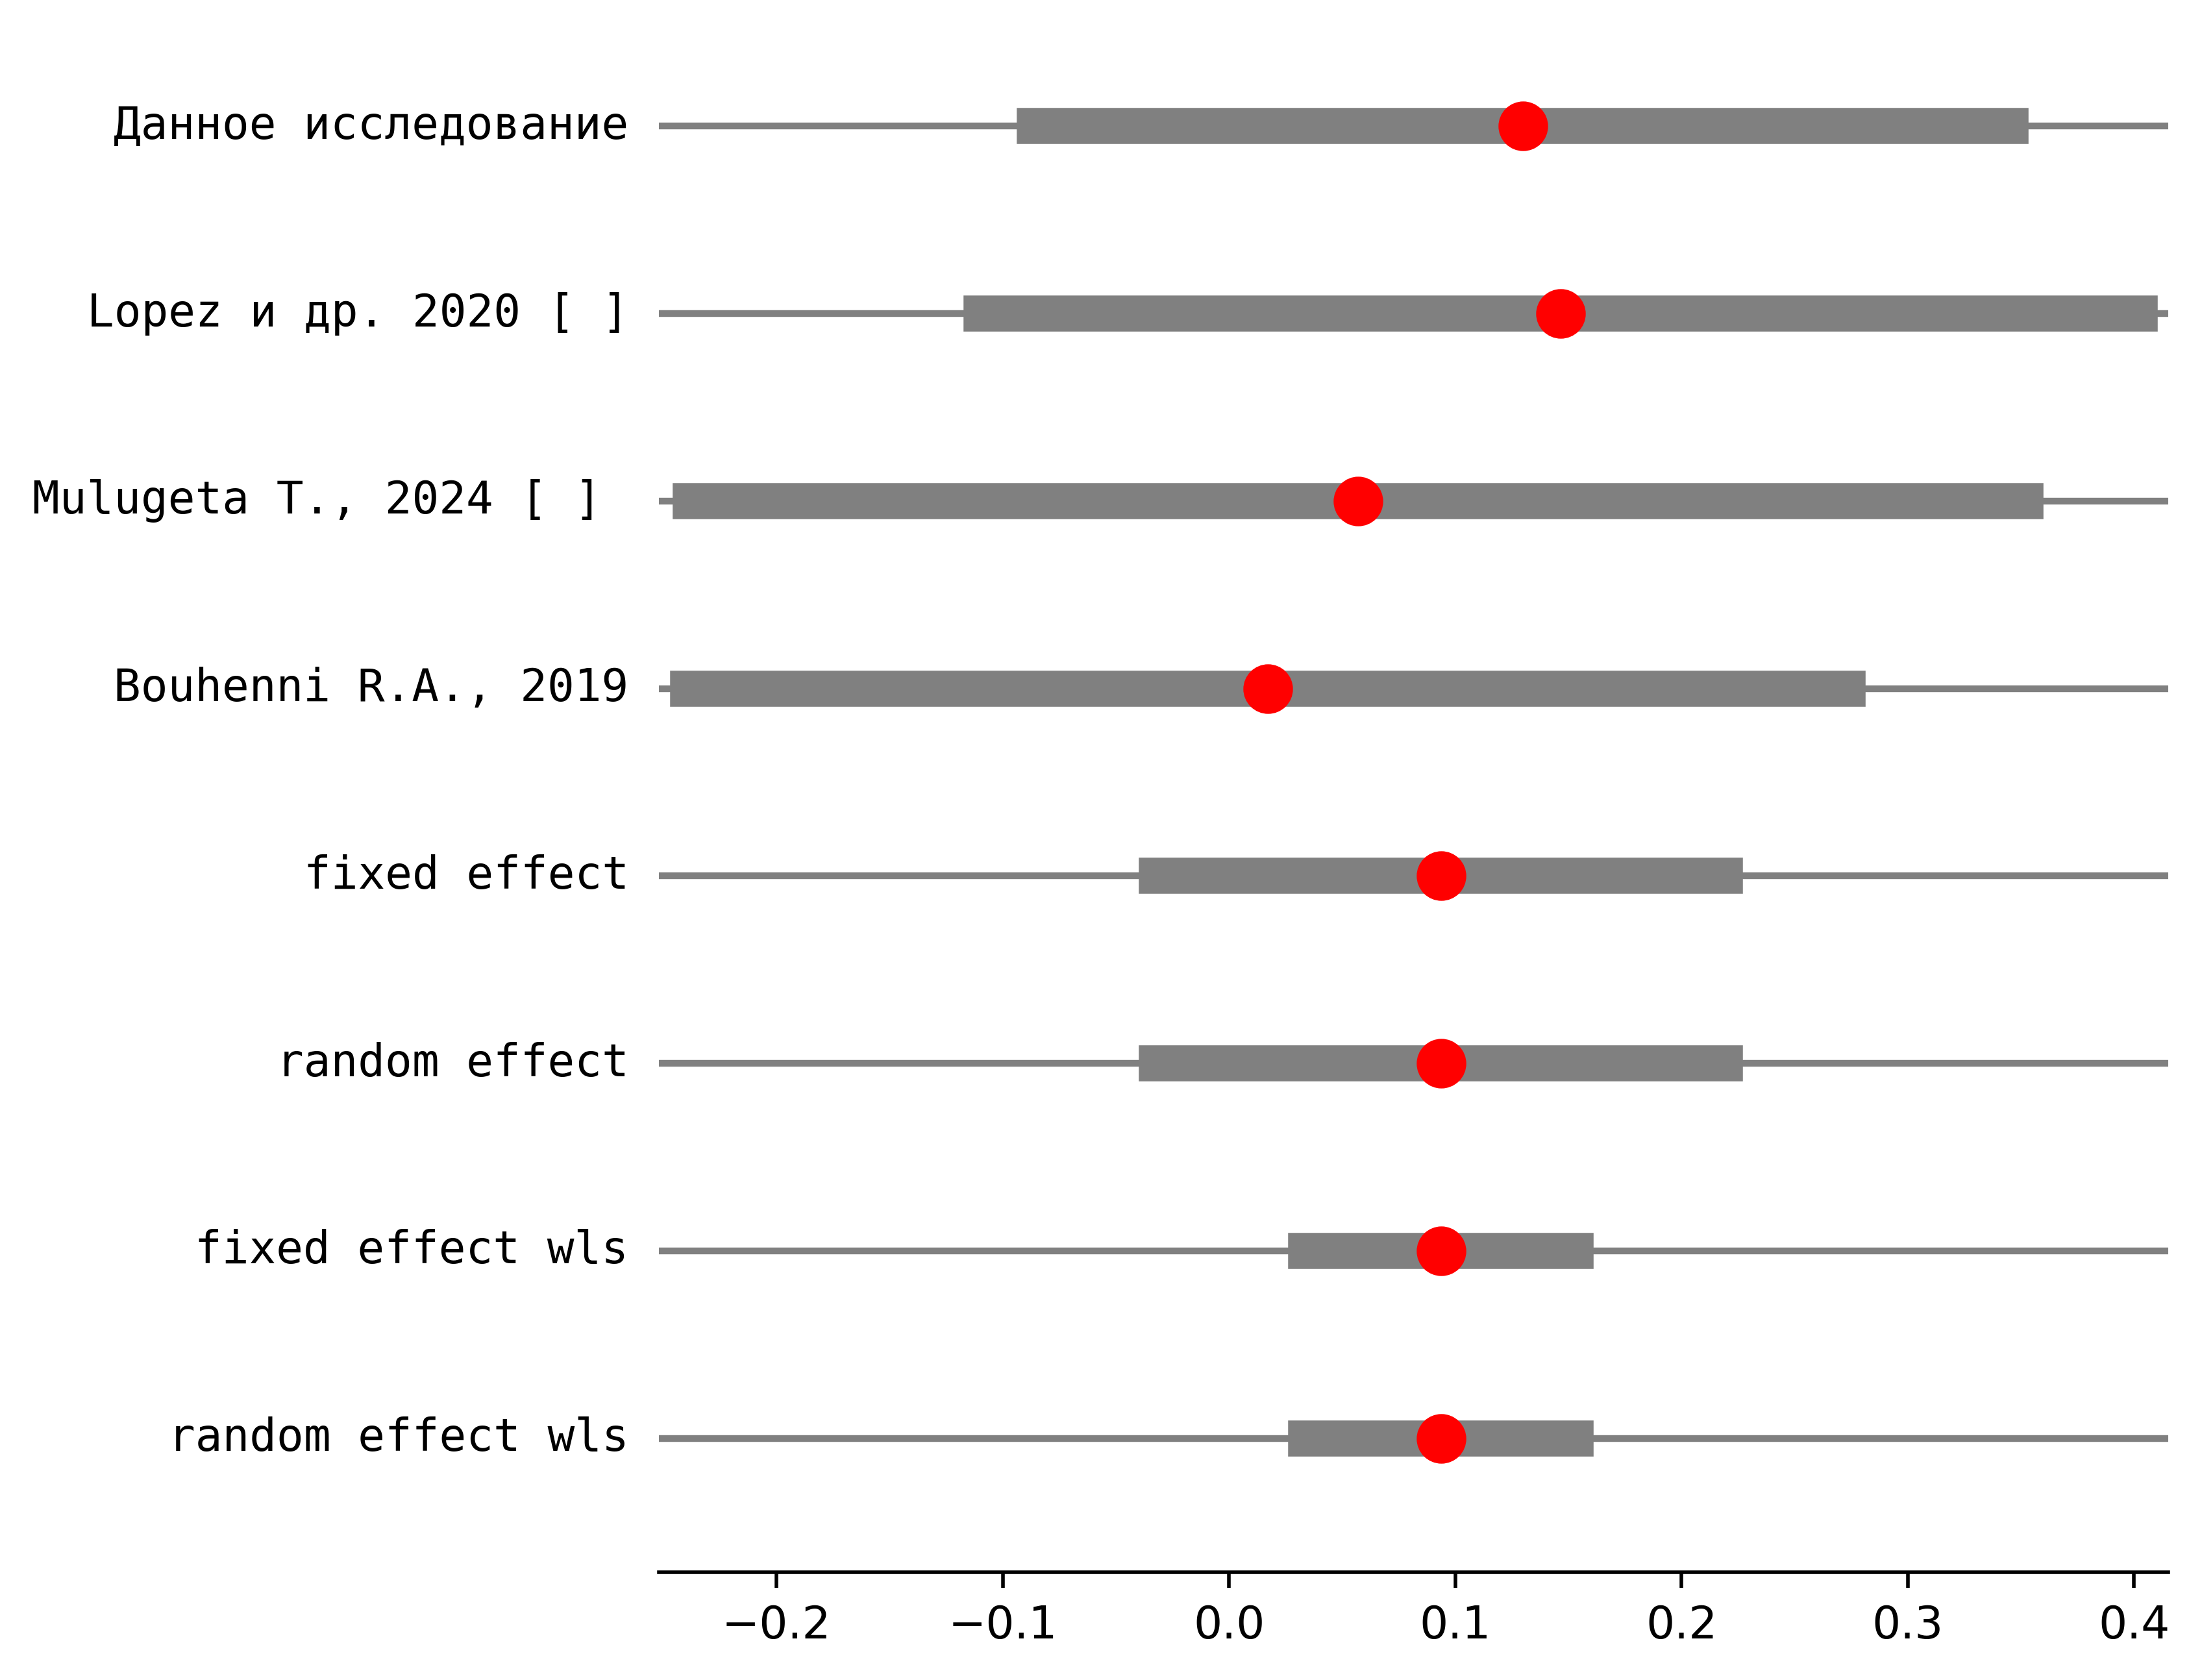 Данное исследование
Lopez и др. 2020 [ ]
Mulugeta T., 2024 [ ]
Bouhenni R.A., 2019
fixed effect
random effect
fixed effect wls
random effect wls
−0.2 −0.1 0.0 0.1 0.2 0.3 0.4